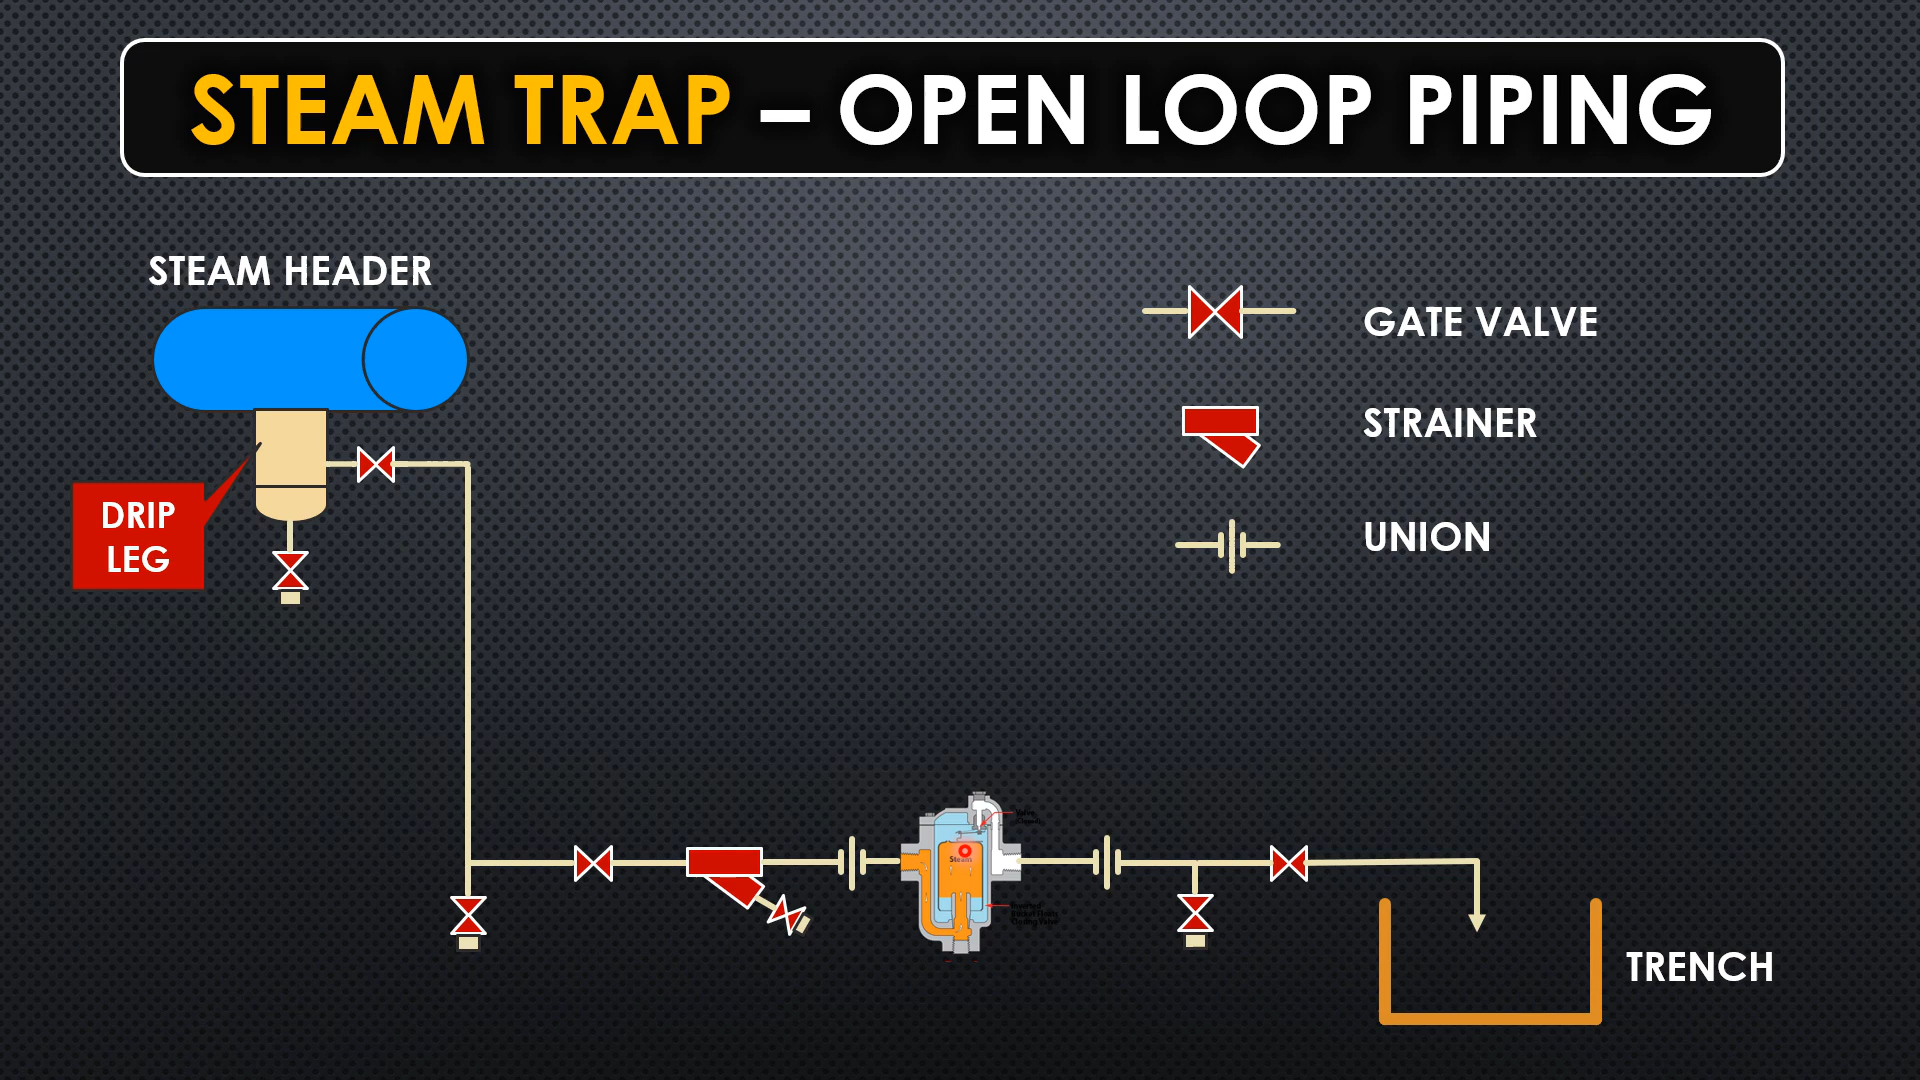 STEAM TRAP – OPEN LOOP PIPING
STEAM HEADER
GATE VALVE
STRAINER
DRIP
LEG
UNION
Steam
TRENCH